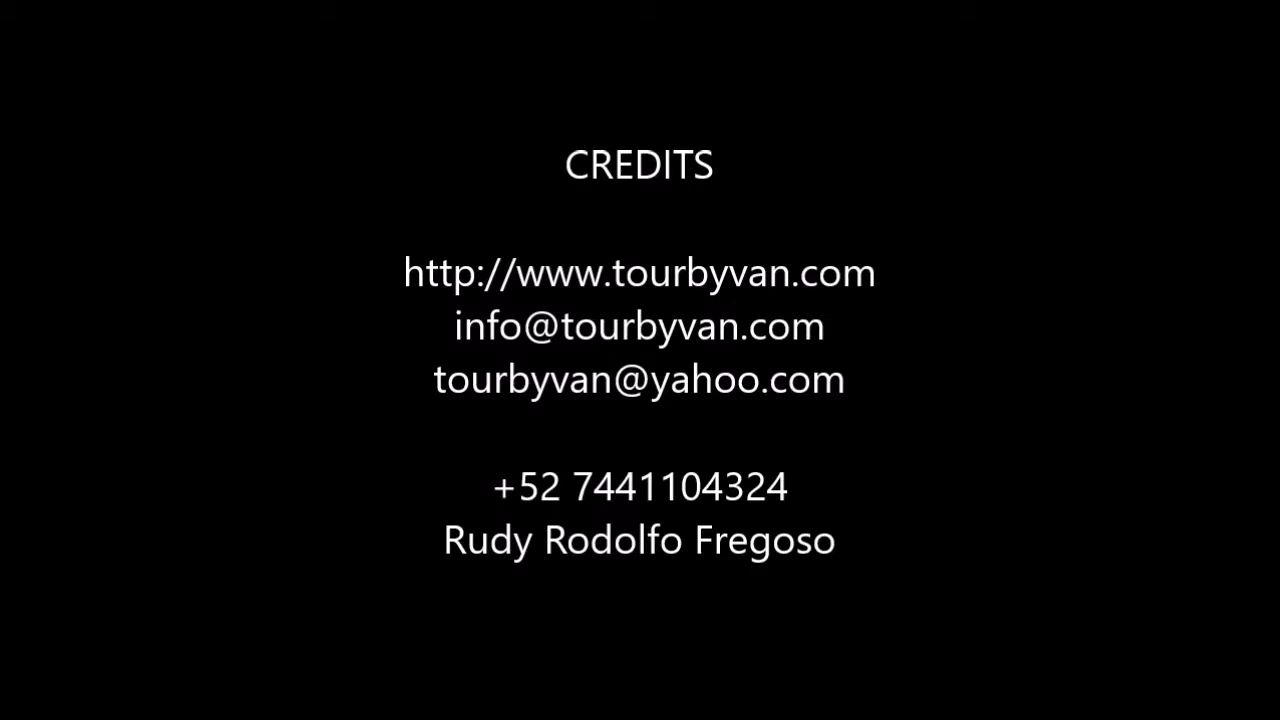 CREDITS
http://www.tourbyvan.com
info@tourbyvan.com
tourbyvan@yahoo.com
+52 7441104324
Rudy Rodolfo Fregoso